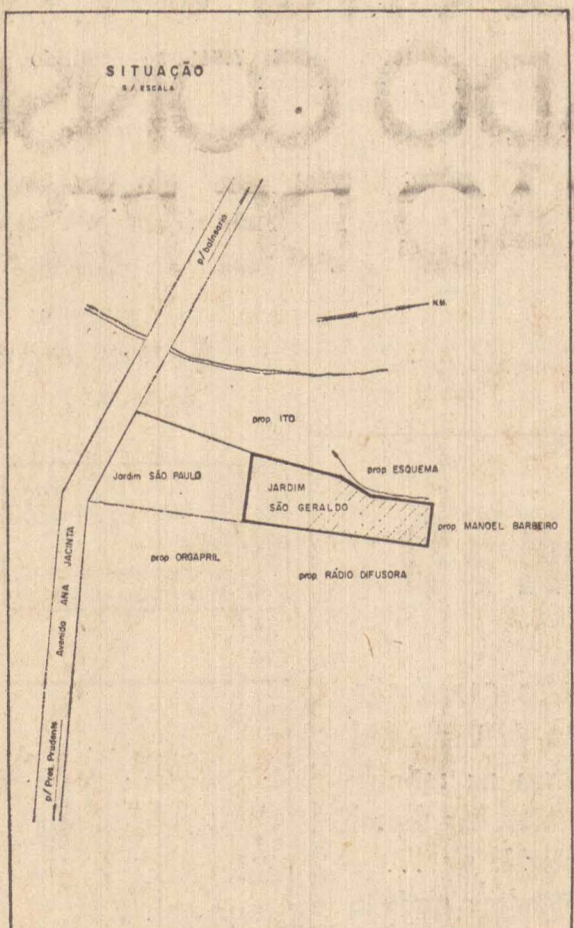 SITUAÇÃO
S/ ESCALA
p/balneario
N.M.
prop. ITO
Jardim SÃO PAULO
prop ESQUEMA
JARDIM
SÃO GERALDO
prop. MANOEL BARBEIRO
prop ORGAPRIL
prop. RÁDIO DIFUSORA
Avenida ANA JACINTA
p/ Pres. Prudente